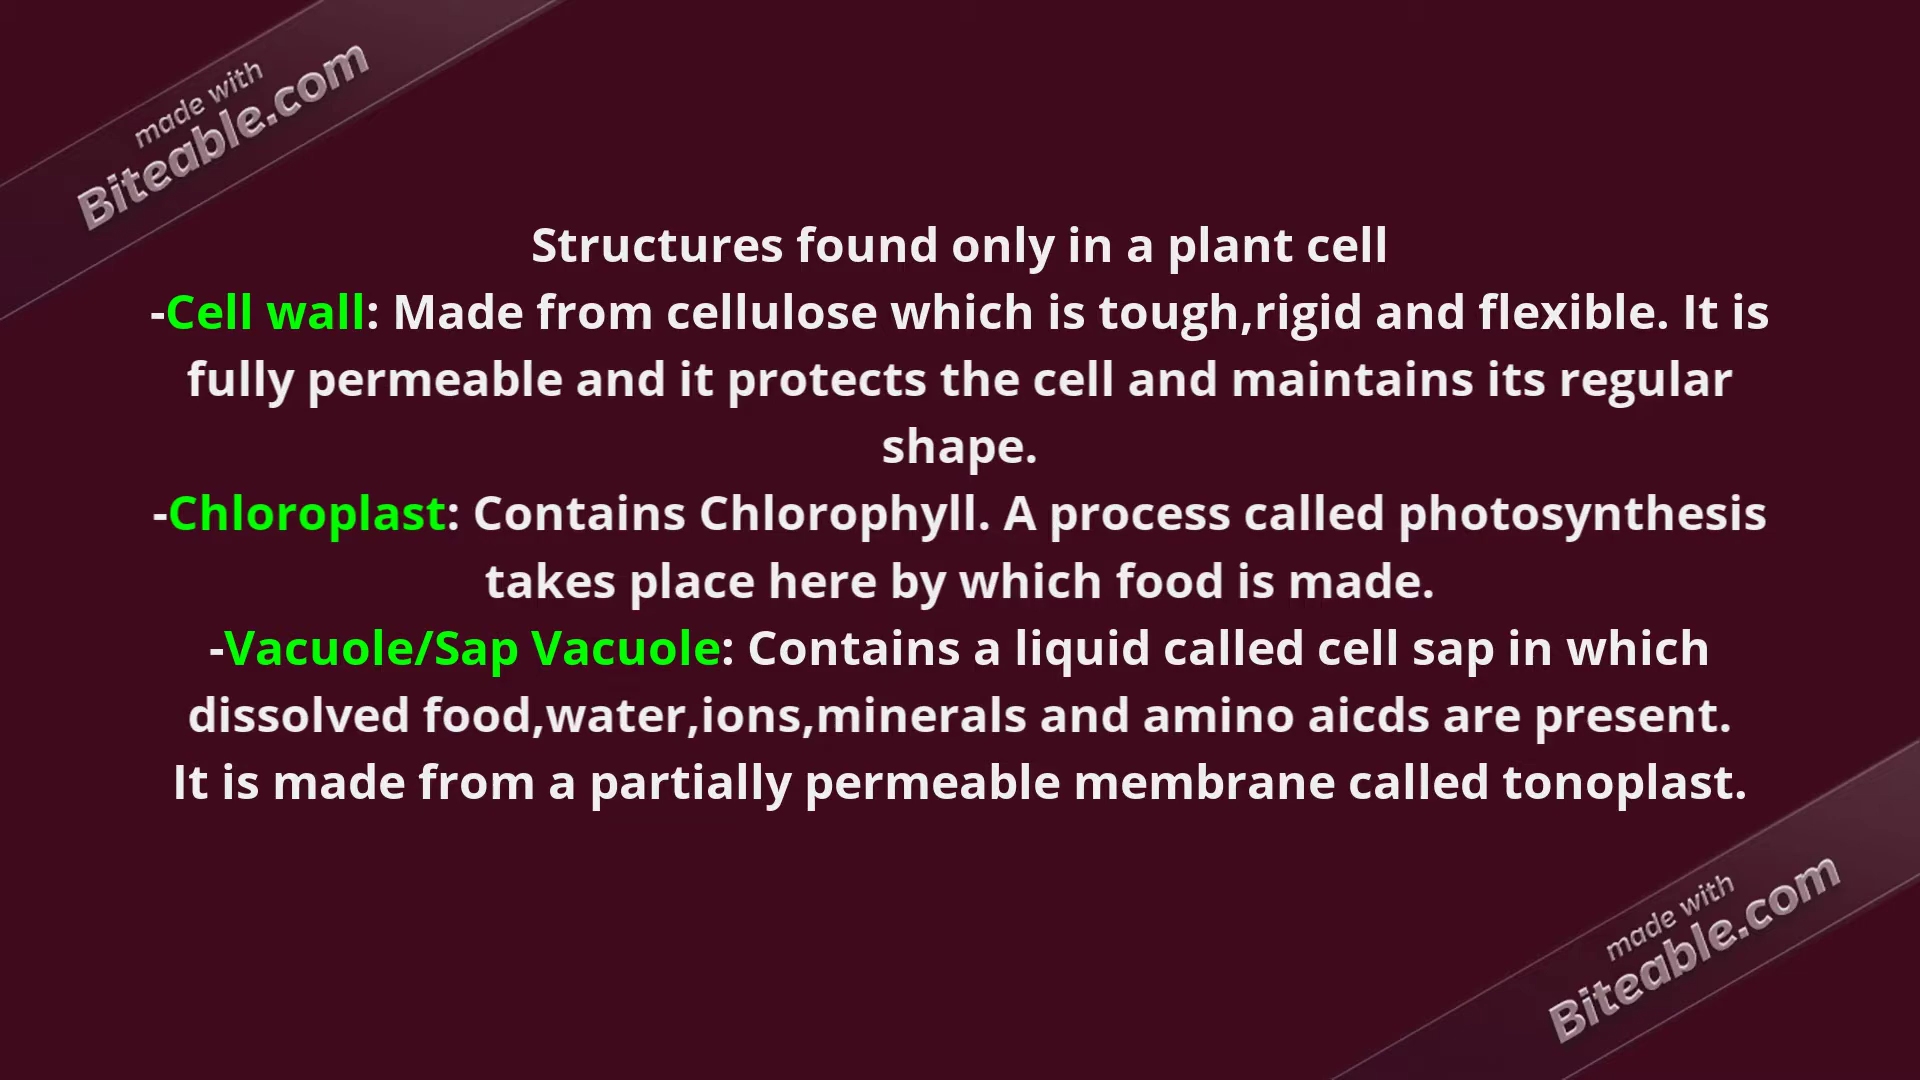 made with
Biteable.com
Structures found only in a plant cell
-Cell wall: Made from cellulose which is tough,rigid and flexible. It is
fully permeable and it protects the cell and maintains its regular
shape.
-Chloroplast: Contains Chlorophyll. A process called photosynthesis
takes place here by which food is made.
-Vacuole/Sap Vacuole: Contains a liquid called cell sap in which
dissolved food,water,ions,minerals and amino aicds are present.
It is made from a partially permeable membrane called tonoplast.
made with
Biteable.com